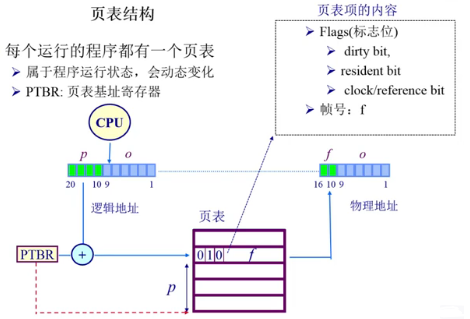 页表结构
每个运行的程序都有一个页表
属于程序运行状态，会动态变化
PTBR: 页表基址寄存器
页表项的内容
Flags(标志位)
dirty bit,
resident bit
clock/reference bit
帧号：f
CPU
p o
20 10 9 1
逻辑地址
f o
16 10 9 1
物理地址
页表
PTBR
+
0 1 0 f
p